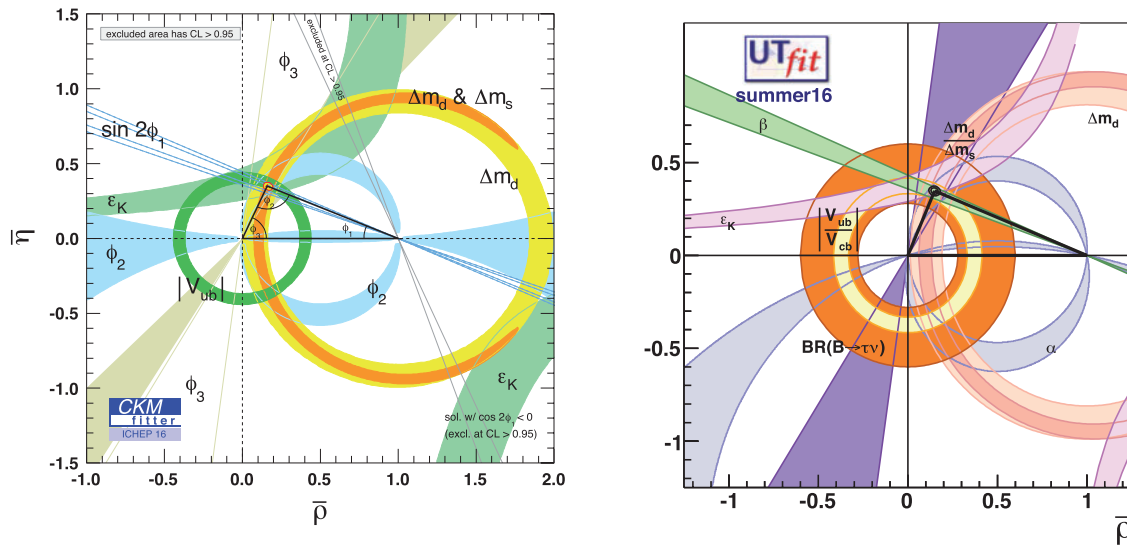 excluded area has CL > 0.95
excluded at CL > 0.95
ϕ3
Δmd & Δms
sin 2ϕ1
Δmd
εK
ϕ2
ϕ2
ϕ3
ϕ1
|Vub|
ϕ2
ϕ3
εK
CKM
fitter
ICHEP 16
sol. w/ cos 2ϕ1 < 0
(excl. at CL > 0.95)
1.5
1.0
0.5
0.0
-0.5
-1.0
-1.5
η̅
-1.0 -0.5 0.0 0.5 1.0 1.5 2.0
ρ̅
UTfit
summer16
β
Δmd
Δms
Δmd
εK
|Vub
Vcb|
BR(B→τν)
α
0.5
0
-0.5
-1
-1 -0.5 0 0.5 1
ρ̅